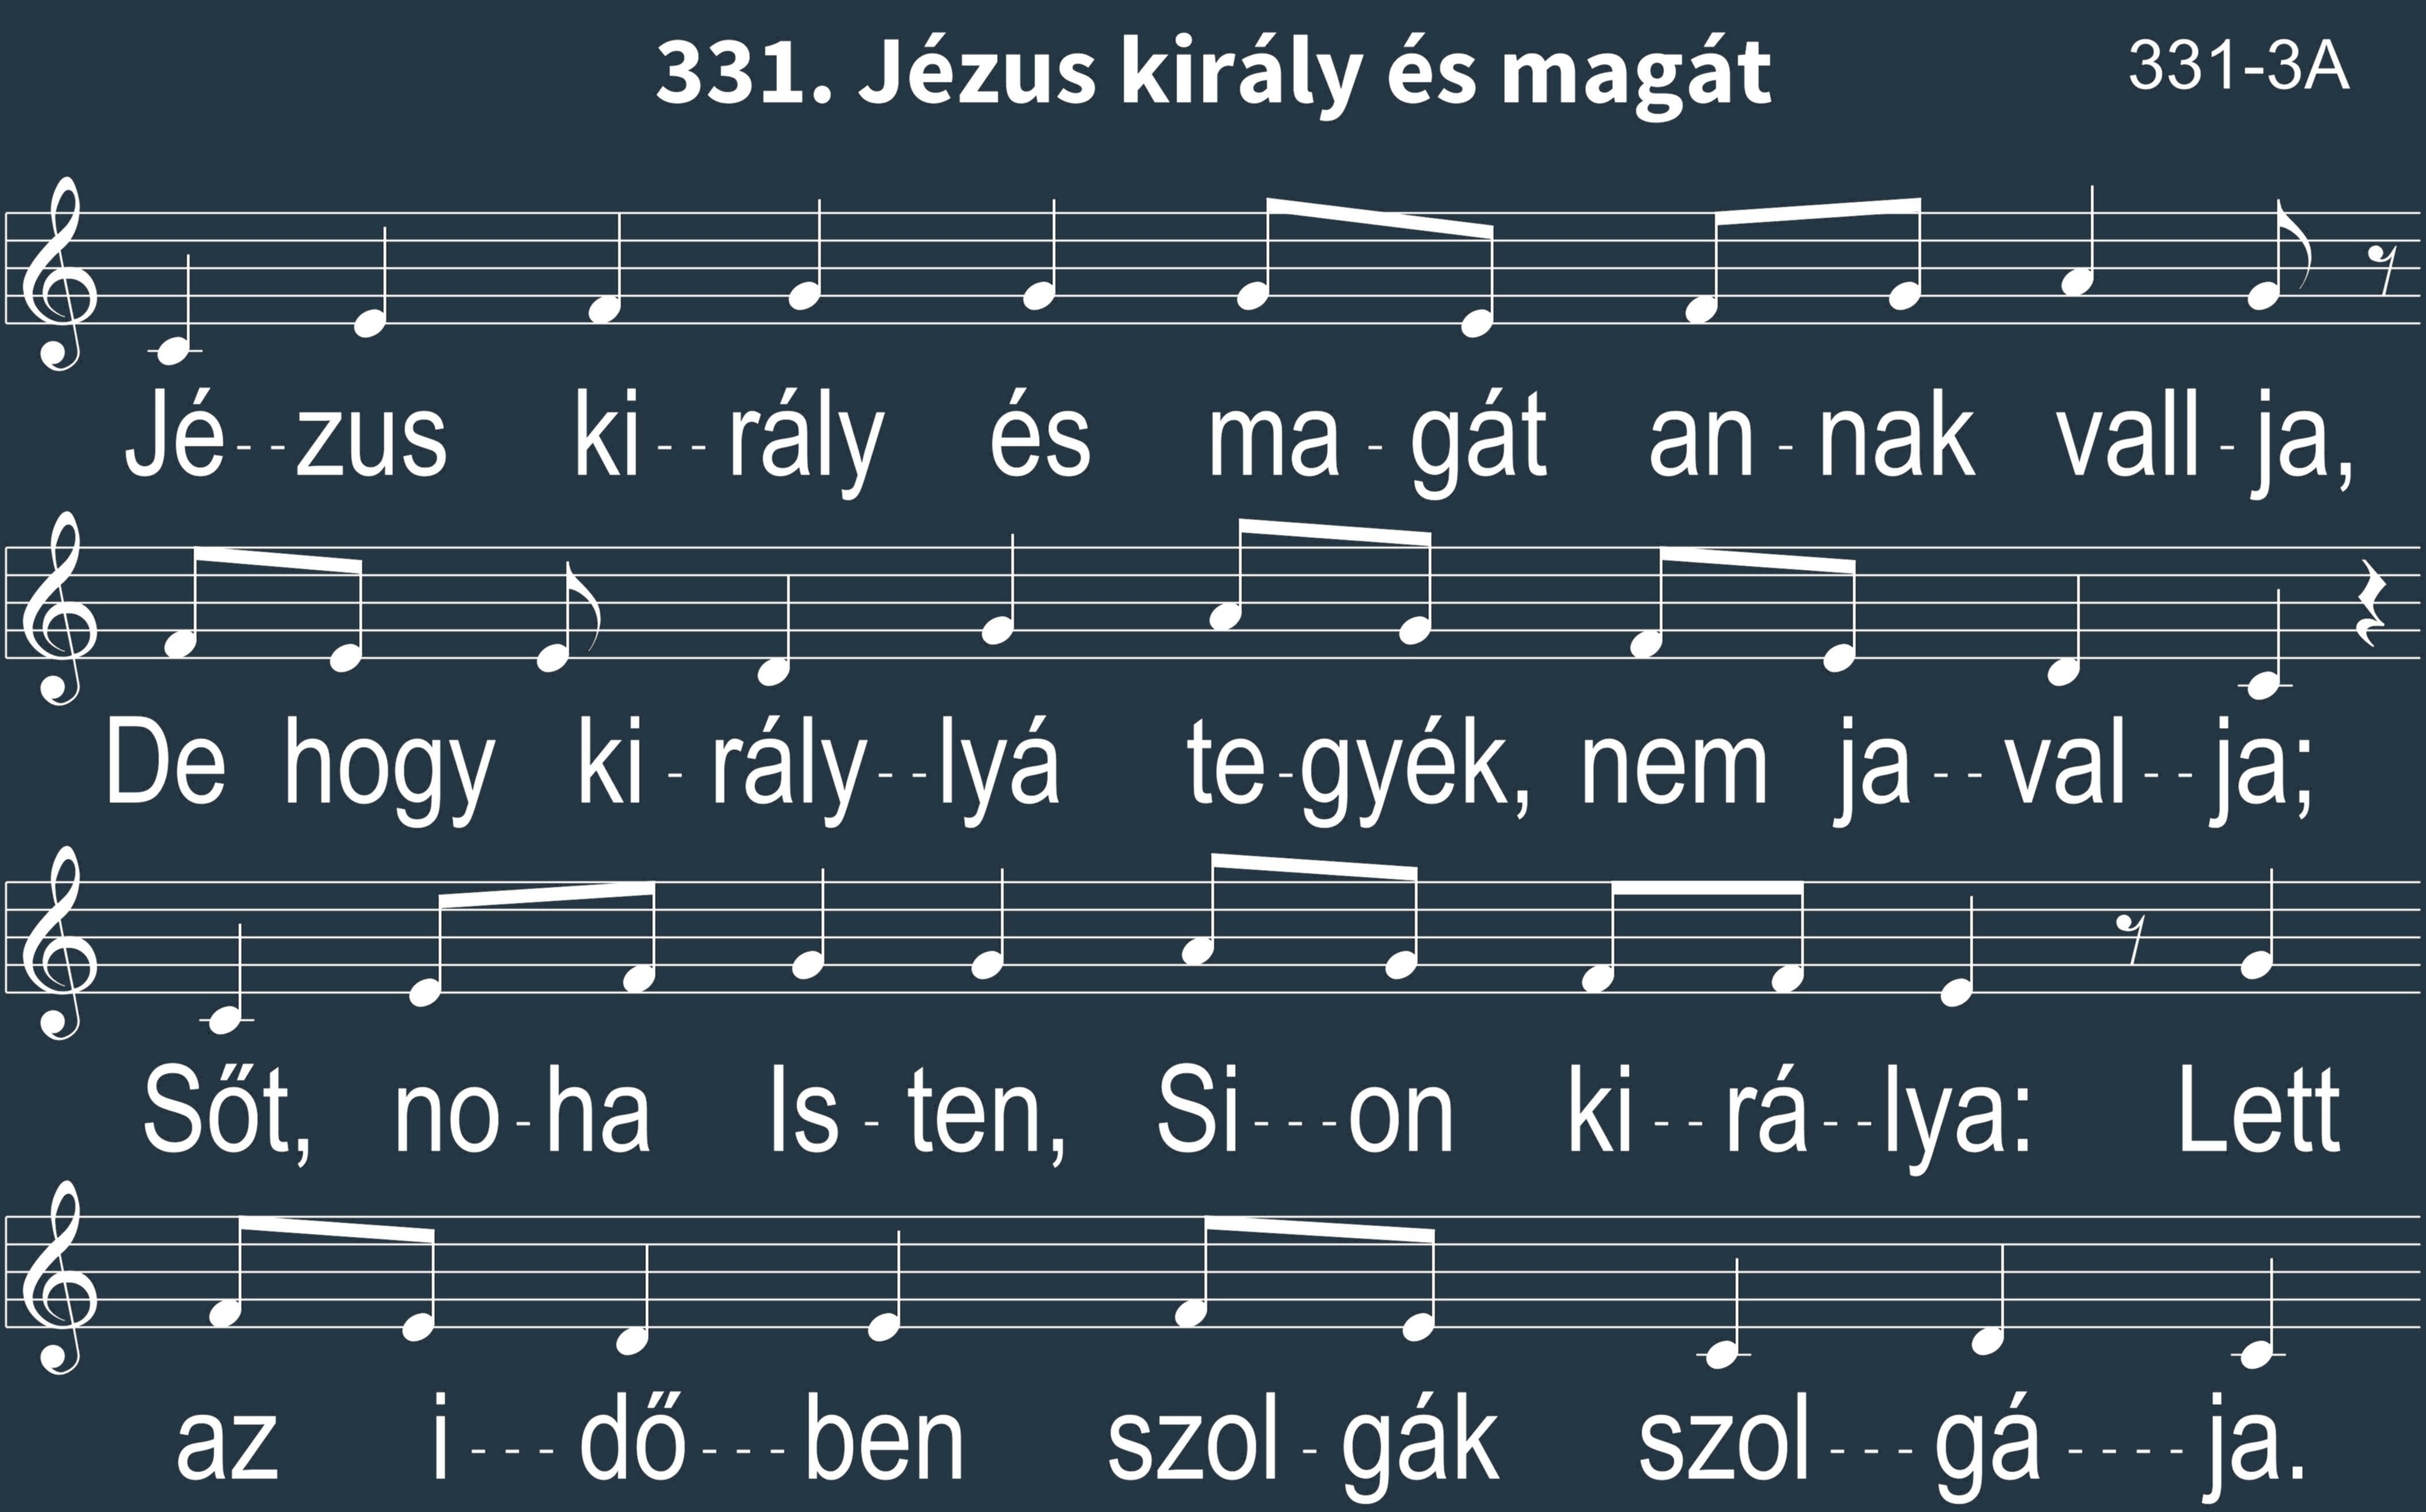 331. Jézus király és magát
331-3A
Jé--zus ki--rály és ma-gát an-nak vall-ja,
De hogy ki-rály--lyá te-gyék, nem ja--val--ja;
Sőt, no-ha Is-ten, Si---on ki--rá--lya: Lett
az i---dő---ben szol-gák szol---gá----ja.